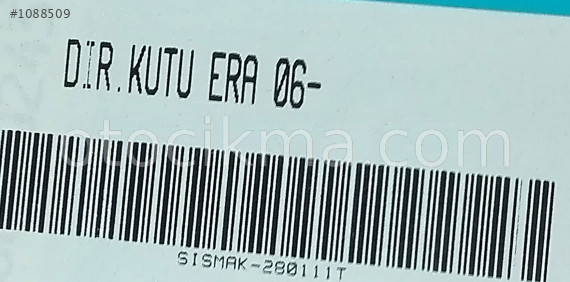 #1088509
DIR.KUTU ERA 06-
otocikma.com
SISMAK-280111T